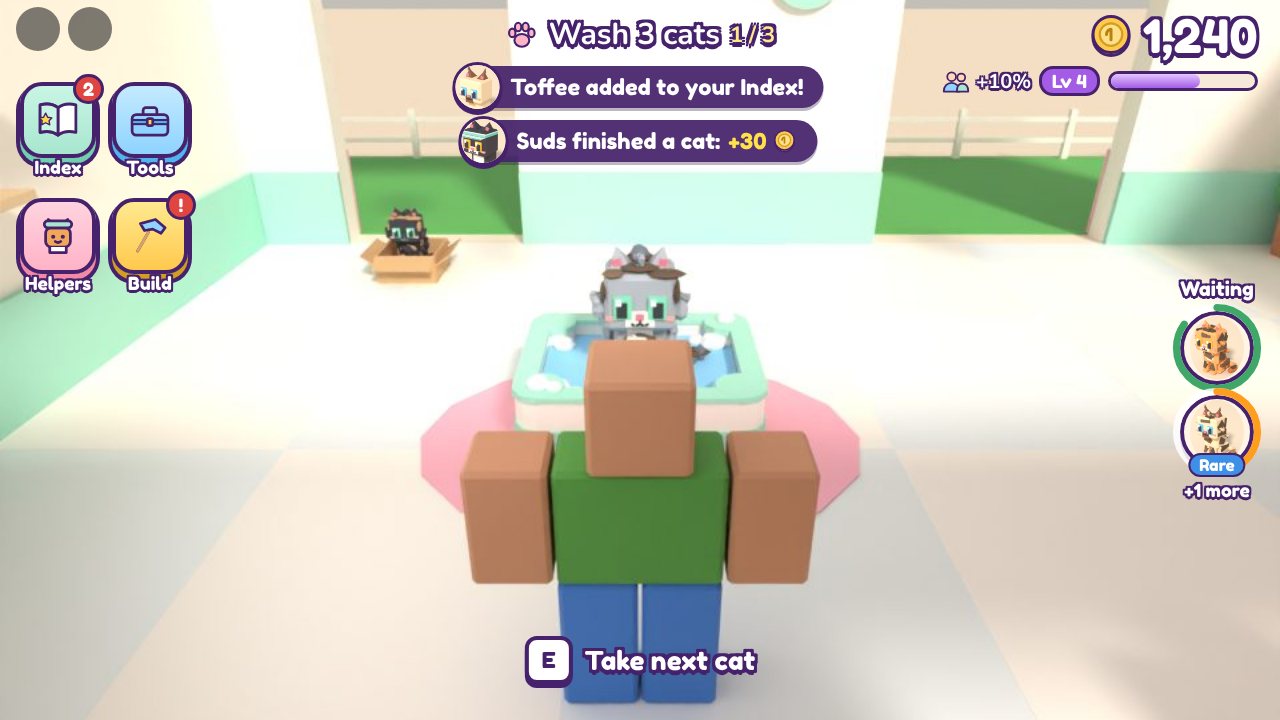 Wash 3 cats 1/3
1,240
+10%
Lv 4
Toffee added to your Index!
Suds finished a cat: +30
2
Index
Tools
!
Helpers
Build
Waiting
Rare
+1 more
E
Take next cat